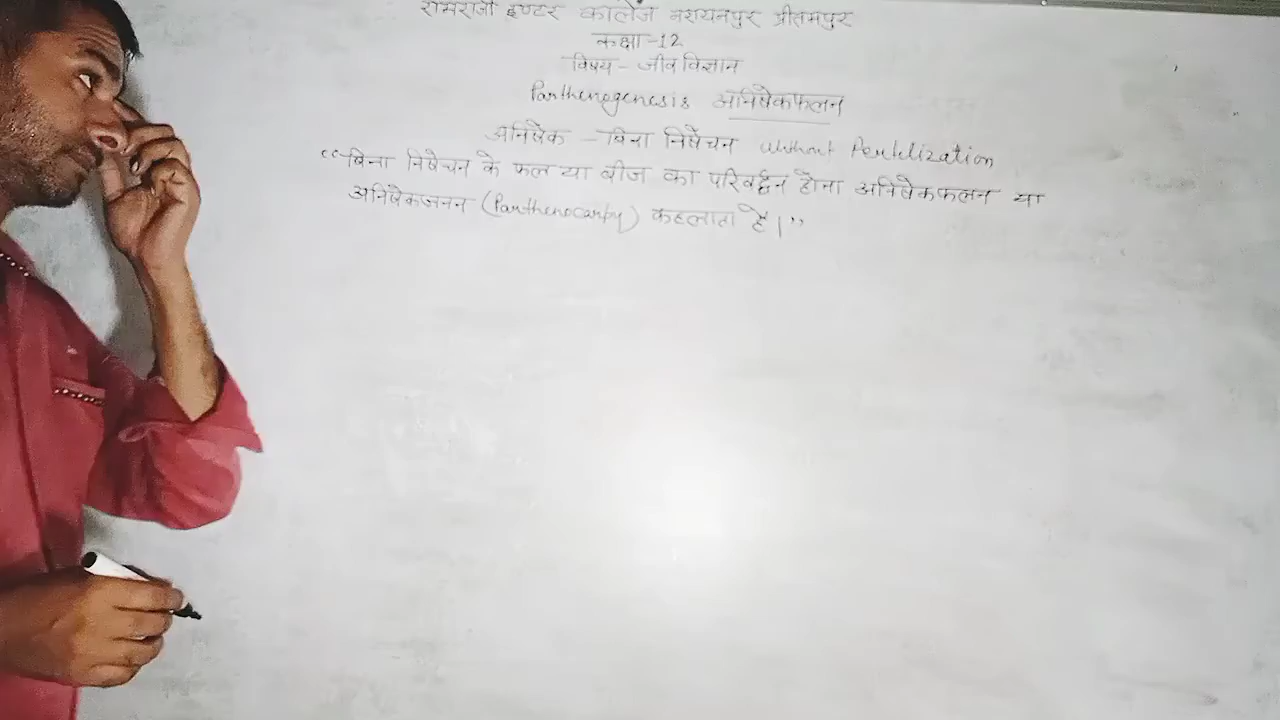 रामराजी इण्टर कालेज नरायनपुर प्रीतमपुर
कक्षा-12
विषय - जीव विज्ञान
Parthenogenesis अनिषेकफलन
अनिषेक - बिना निषेचन without Fertilization
“बिना निषेचन के फल या बीज का परिवर्द्धन होना अनिषेकफलन या
अनिषेकजनन (Parthenocarpy) कहलाता है।”